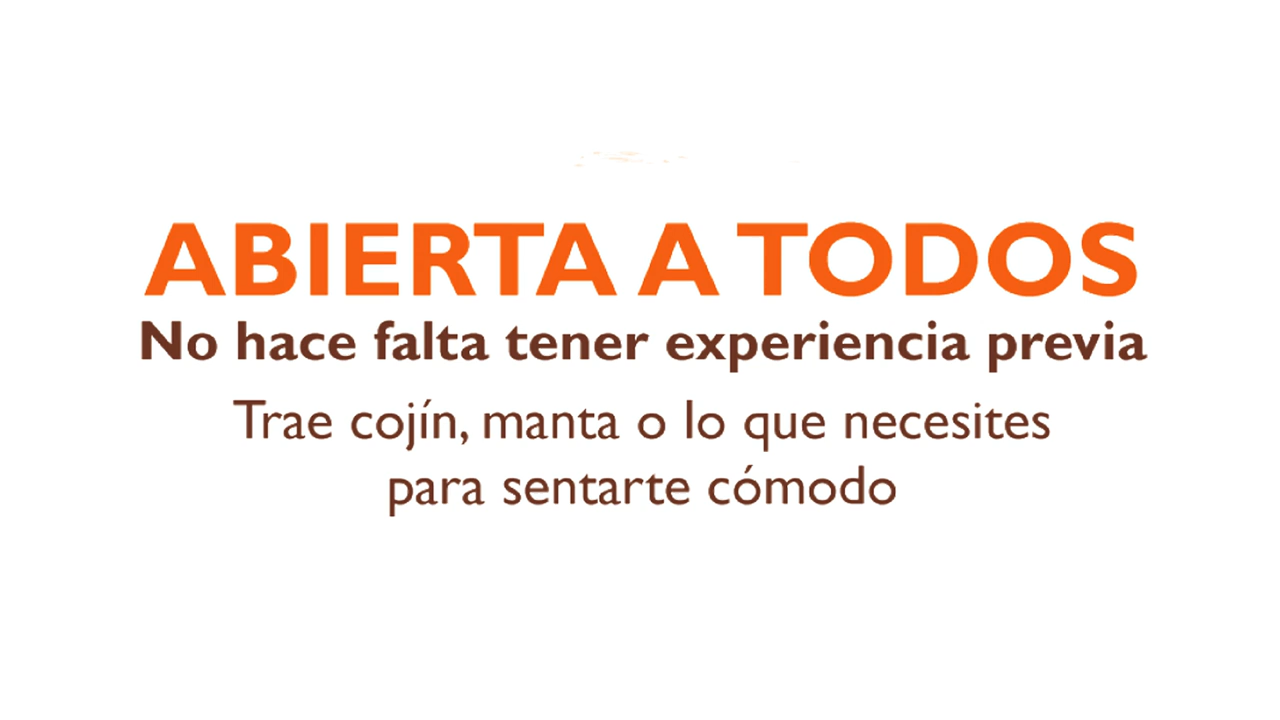 ABIERTA A TODOS
No hace falta tener experiencia previa
Trae cojín, manta o lo que necesites
para sentarte cómodo